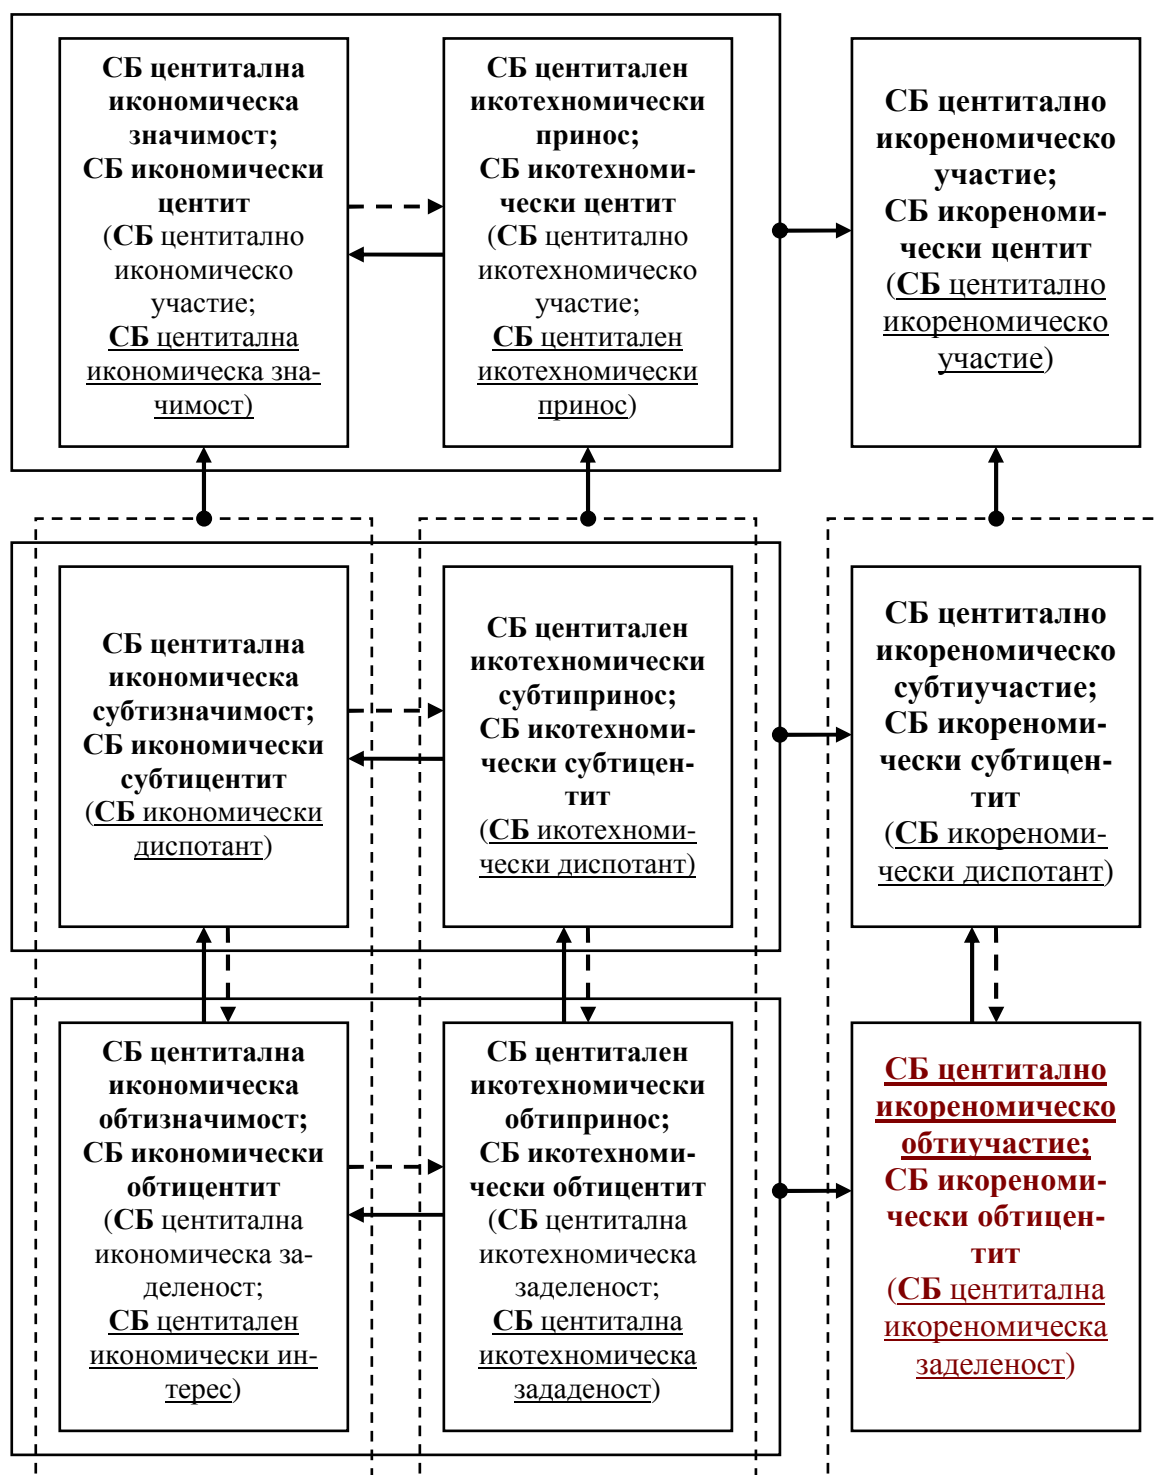 СБ центитална
икономическа
значимост;
СБ икономически
центит
(СБ центитално
икономическо
участие;
СБ центитална
икономическа зна-
чимост)
СБ центитален
икотехномически
принос;
СБ икотехноми-
чески центит
(СБ центитално
икотехномическо
участие;
СБ центитален
икотехномически
принос)
СБ центитално
икореномическо
участие;
СБ икореноми-
чески центит
(СБ центитално
икореномическо
участие)
СБ центитална
икономическа
субтизначимост;
СБ икономически
субтицентит
(СБ икономически
диспотант)
СБ центитален
икотехномически
субтипринос;
СБ икотехноми-
чески субтицен-
тит
(СБ икотехноми-
чески диспотант)
СБ центитално
икореномическо
субтиучастие;
СБ икореноми-
чески субтицен-
тит
(СБ икореноми-
чески диспотант)
СБ центитална
икономическа
обтизначимост;
СБ икономически
обтицентит
(СБ центитална
икономическа за-
деленост;
СБ центитален
икономически ин-
терес)
СБ центитален
икотехномически
обтипринос;
СБ икотехноми-
чески обтицентит
(СБ центитална
икотехномическа
заделеност;
СБ центитална
икотехномическа
зададеност)
СБ центитално
икореномическо
обтиучастие;
СБ икореноми-
чески обтицен-
тит
(СБ центитална
икореномическа
заделеност)